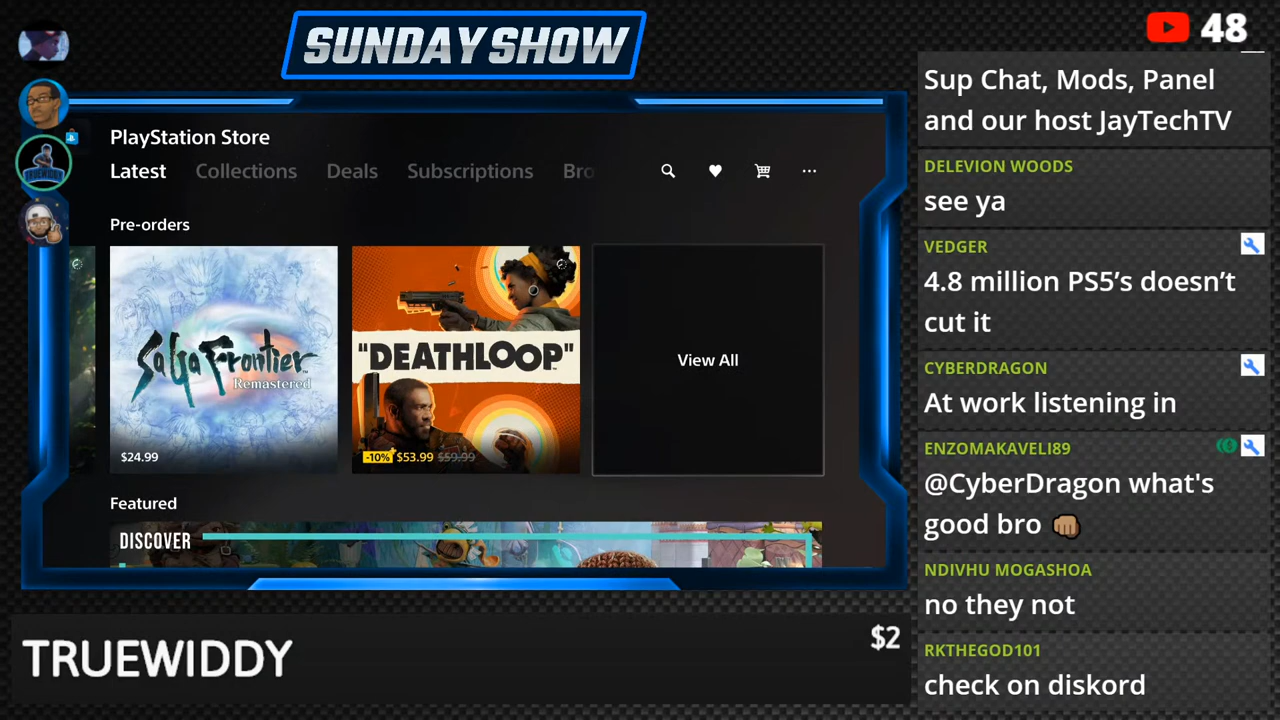 SUNDAY SHOW
48
PlayStation Store
Latest
Collections
Deals
Subscriptions
Bro
Pre-orders
SaGa Frontier
Remastered
$24.99
"DEATHLOOP"
-10% $53.99 $59.99
View All
Featured
DISCOVER
TRUEWIDDY
TRUEWIDDY
$2
Sup Chat, Mods, Panel
and our host JayTechTV
DELEVION WOODS
see ya
VEDGER
4.8 million PS5’s doesn’t
cut it
CYBERDRAGON
At work listening in
ENZOMAKAVELI89
@CyberDragon what's
good bro 👊🏽
NDIVHU MOGASHOA
no they not
RKTHEGOD101
check on diskord